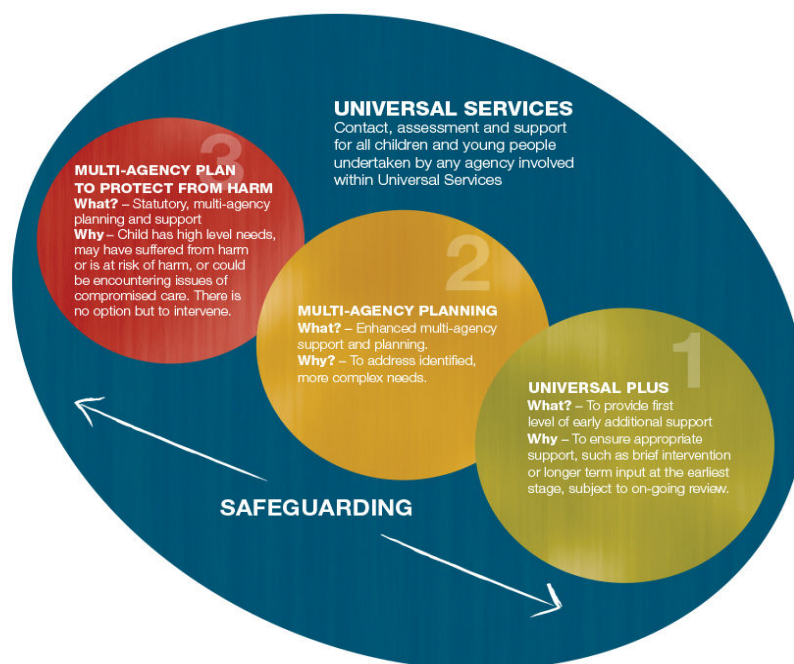 UNIVERSAL SERVICES
Contact, assessment and support
for all children and young people
undertaken by any agency involved
within Universal Services
3
MULTI-AGENCY PLAN
TO PROTECT FROM HARM
What? – Statutory, multi-agency
planning and support
Why – Child has high level needs,
may have suffered from harm
or is at risk of harm, or could
be encountering issues of
compromised care. There is
no option but to intervene.
2
MULTI-AGENCY PLANNING
What? – Enhanced multi-agency
support and planning.
Why? – To address identified,
more complex needs.
1
UNIVERSAL PLUS
What? – To provide first
level of early additional support
Why – To ensure appropriate
support, such as brief intervention
or longer term input at the earliest
stage, subject to on-going review.
SAFEGUARDING